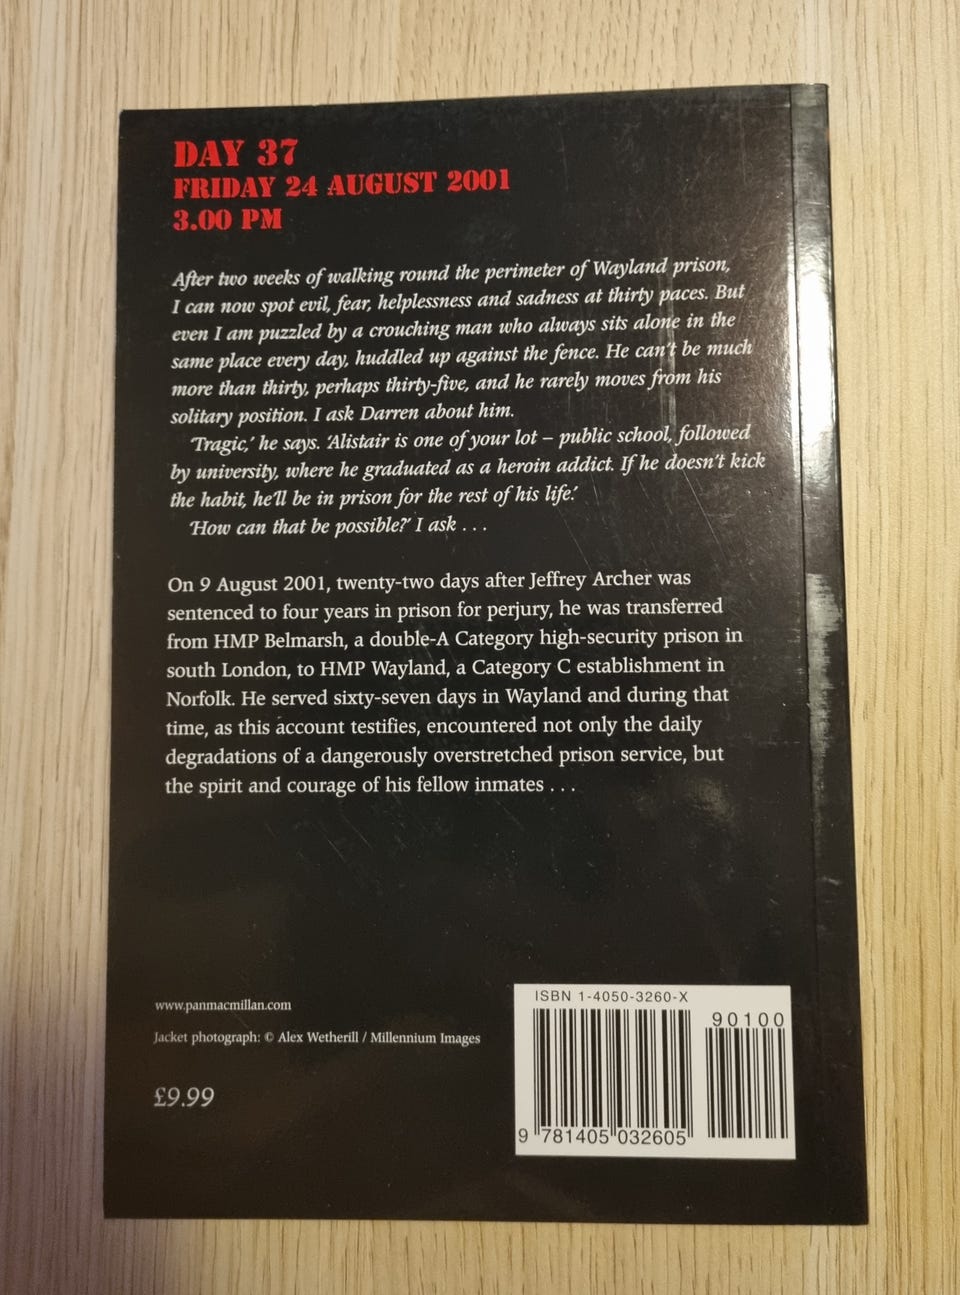 DAY 37
FRIDAY 24 AUGUST 2001
3.00 PM
After two weeks of walking round the perimeter of Wayland prison,
I can now spot evil, fear, helplessness and sadness at thirty paces. But
even I am puzzled by a crouching man who always sits alone in the
same place every day, huddled up against the fence. He can't be much
more than thirty, perhaps thirty-five, and he rarely moves from his
solitary position. I ask Darren about him.
'Tragic,' he says. 'Alistair is one of your lot – public school, followed
by university, where he graduated as a heroin addict. If he doesn't kick
the habit, he'll be in prison for the rest of his life.'
'How can that be possible?' I ask . . .
On 9 August 2001, twenty-two days after Jeffrey Archer was
sentenced to four years in prison for perjury, he was transferred
from HMP Belmarsh, a double-A Category high-security prison in
south London, to HMP Wayland, a Category C establishment in
Norfolk. He served sixty-seven days in Wayland and during that
time, as this account testifies, encountered not only the daily
degradations of a dangerously overstretched prison service, but
the spirit and courage of his fellow inmates . . .
www.panmacmillan.com
Jacket photograph: © Alex Wetherill / Millennium Images
£9.99
ISBN 1-4050-3260-X
90100
9 781405 032605